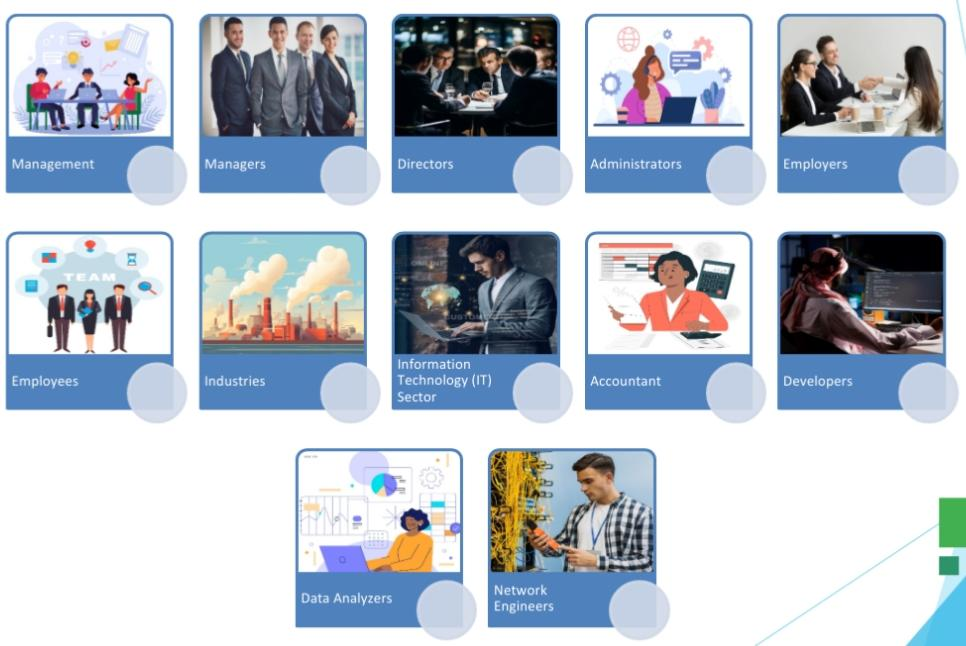 Management
Managers
Directors
Administrators
Employers
TEAM
Employees
Industries
Information
Technology (IT)
Sector
Accountant
Developers
Data Analyzers
Network
Engineers